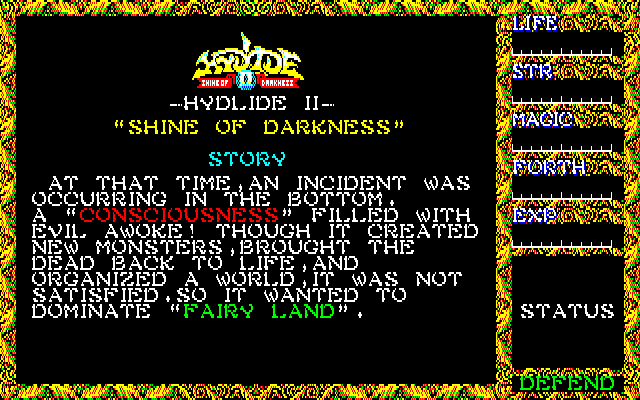 HYDLIDE II
SHINE OF DARKNESS
-HYDLIDE II-
"SHINE OF DARKNESS"
STORY
AT THAT TIME,AN INCIDENT WAS
OCCURRING IN THE BOTTOM.
A "CONSCIOUSNESS" FILLED WITH
EVIL AWOKE! THOUGH IT CREATED
NEW MONSTERS,BROUGHT THE
DEAD BACK TO LIFE,AND
ORGANIZED A WORLD,IT WAS NOT
SATISFIED.SO IT WANTED TO
DOMINATE "FAIRY LAND".
LIFE
STR
MAGIC
FORTH
EXP
STATUS
DEFEND